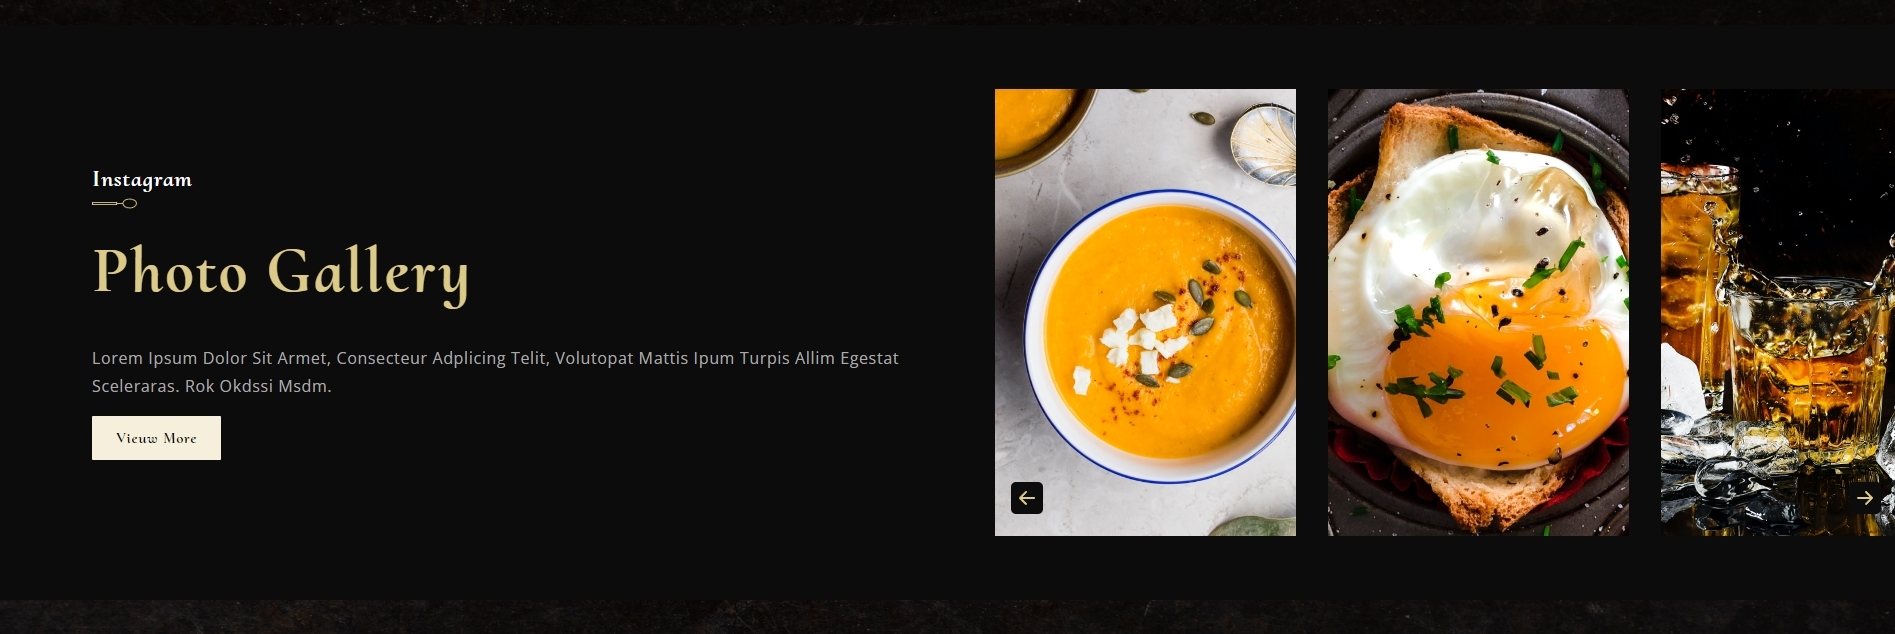 Instagram
Photo Gallery
Lorem Ipsum Dolor Sit Armet, Consecteur Adplicing Telit, Volutopat Mattis Ipum Turpis Allim Egestat
Sceleraras. Rok Okdssi Msdm.
Vieuw More